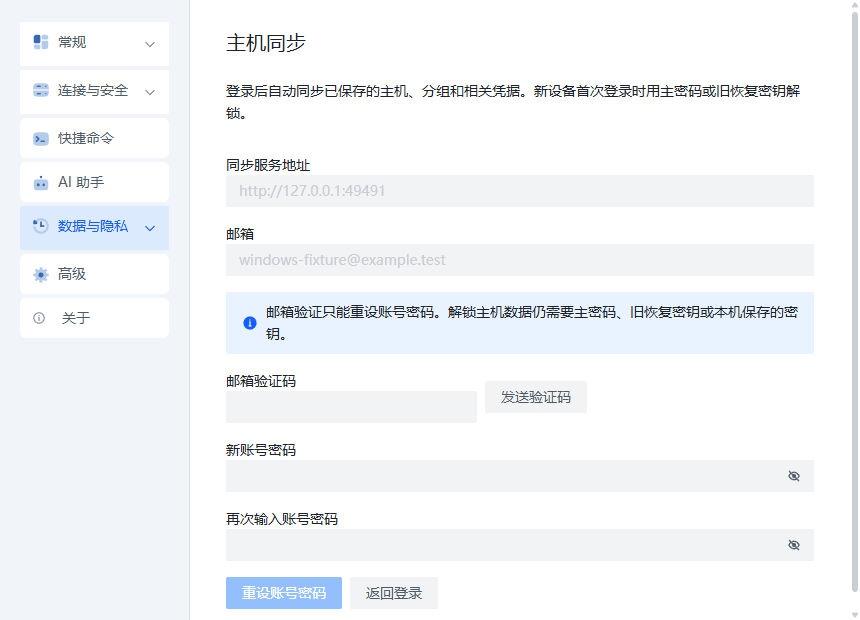 常规
连接与安全
快捷命令
AI 助手
数据与隐私
高级
关于
主机同步
登录后自动同步已保存的主机、分组和相关凭据。新设备首次登录时用主密码或旧恢复密钥解
锁。
同步服务地址
http://127.0.0.1:49491
邮箱
windows-fixture@example.test
邮箱验证只能重设账号密码。解锁主机数据仍需要主密码、旧恢复密钥或本机保存的密
钥。
邮箱验证码
发送验证码
新账号密码
再次输入账号密码
重设账号密码
返回登录